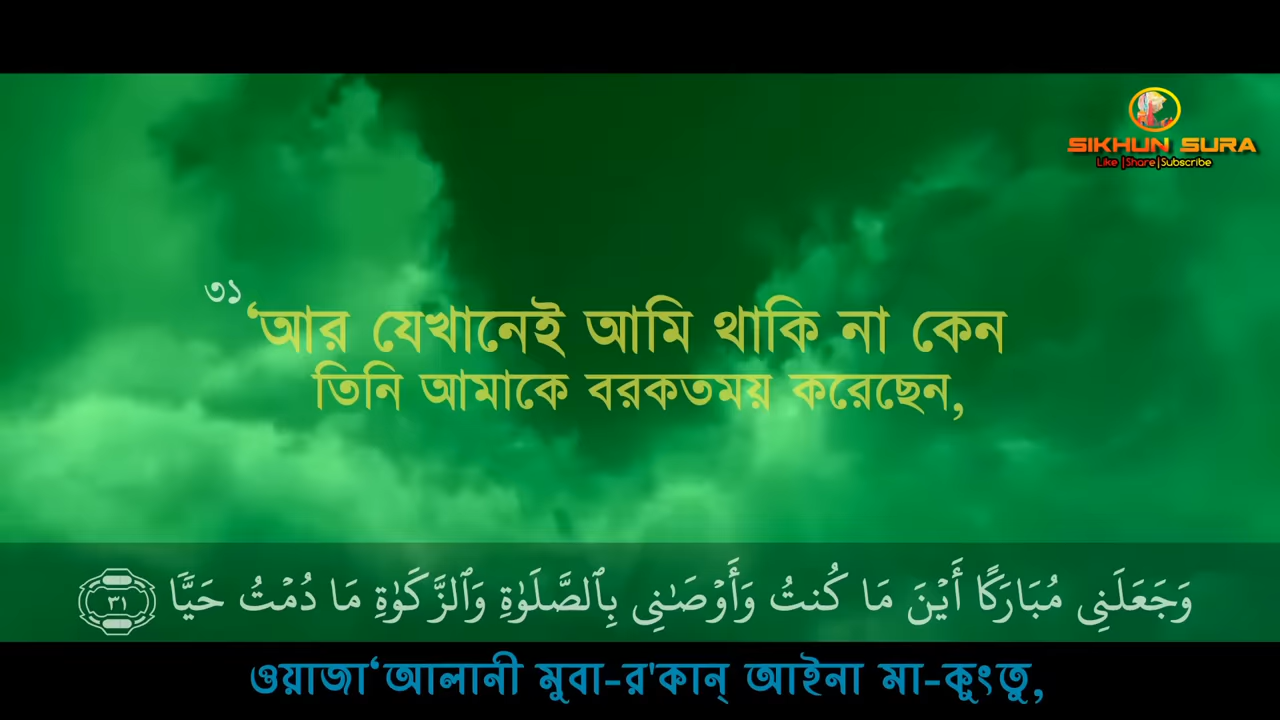 SIKHUN SURA
Like |Share|Subscribe
৩১
‘আর যেখানেই আমি থাকি না কেন
তিনি আমাকে বরকতময় করেছেন,
وَجَعَلَنِى مُبَارَكًا أَيْنَ مَا كُنتُ وَأَوْصَـٰنِى بِٱلصَّلَوٰةِ وَٱلزَّكَوٰةِ مَا دُمْتُ حَيًّا ٣١
ওয়াজা‘আলানী মুবা-র'কান্ আইনা মা-কুংতু,